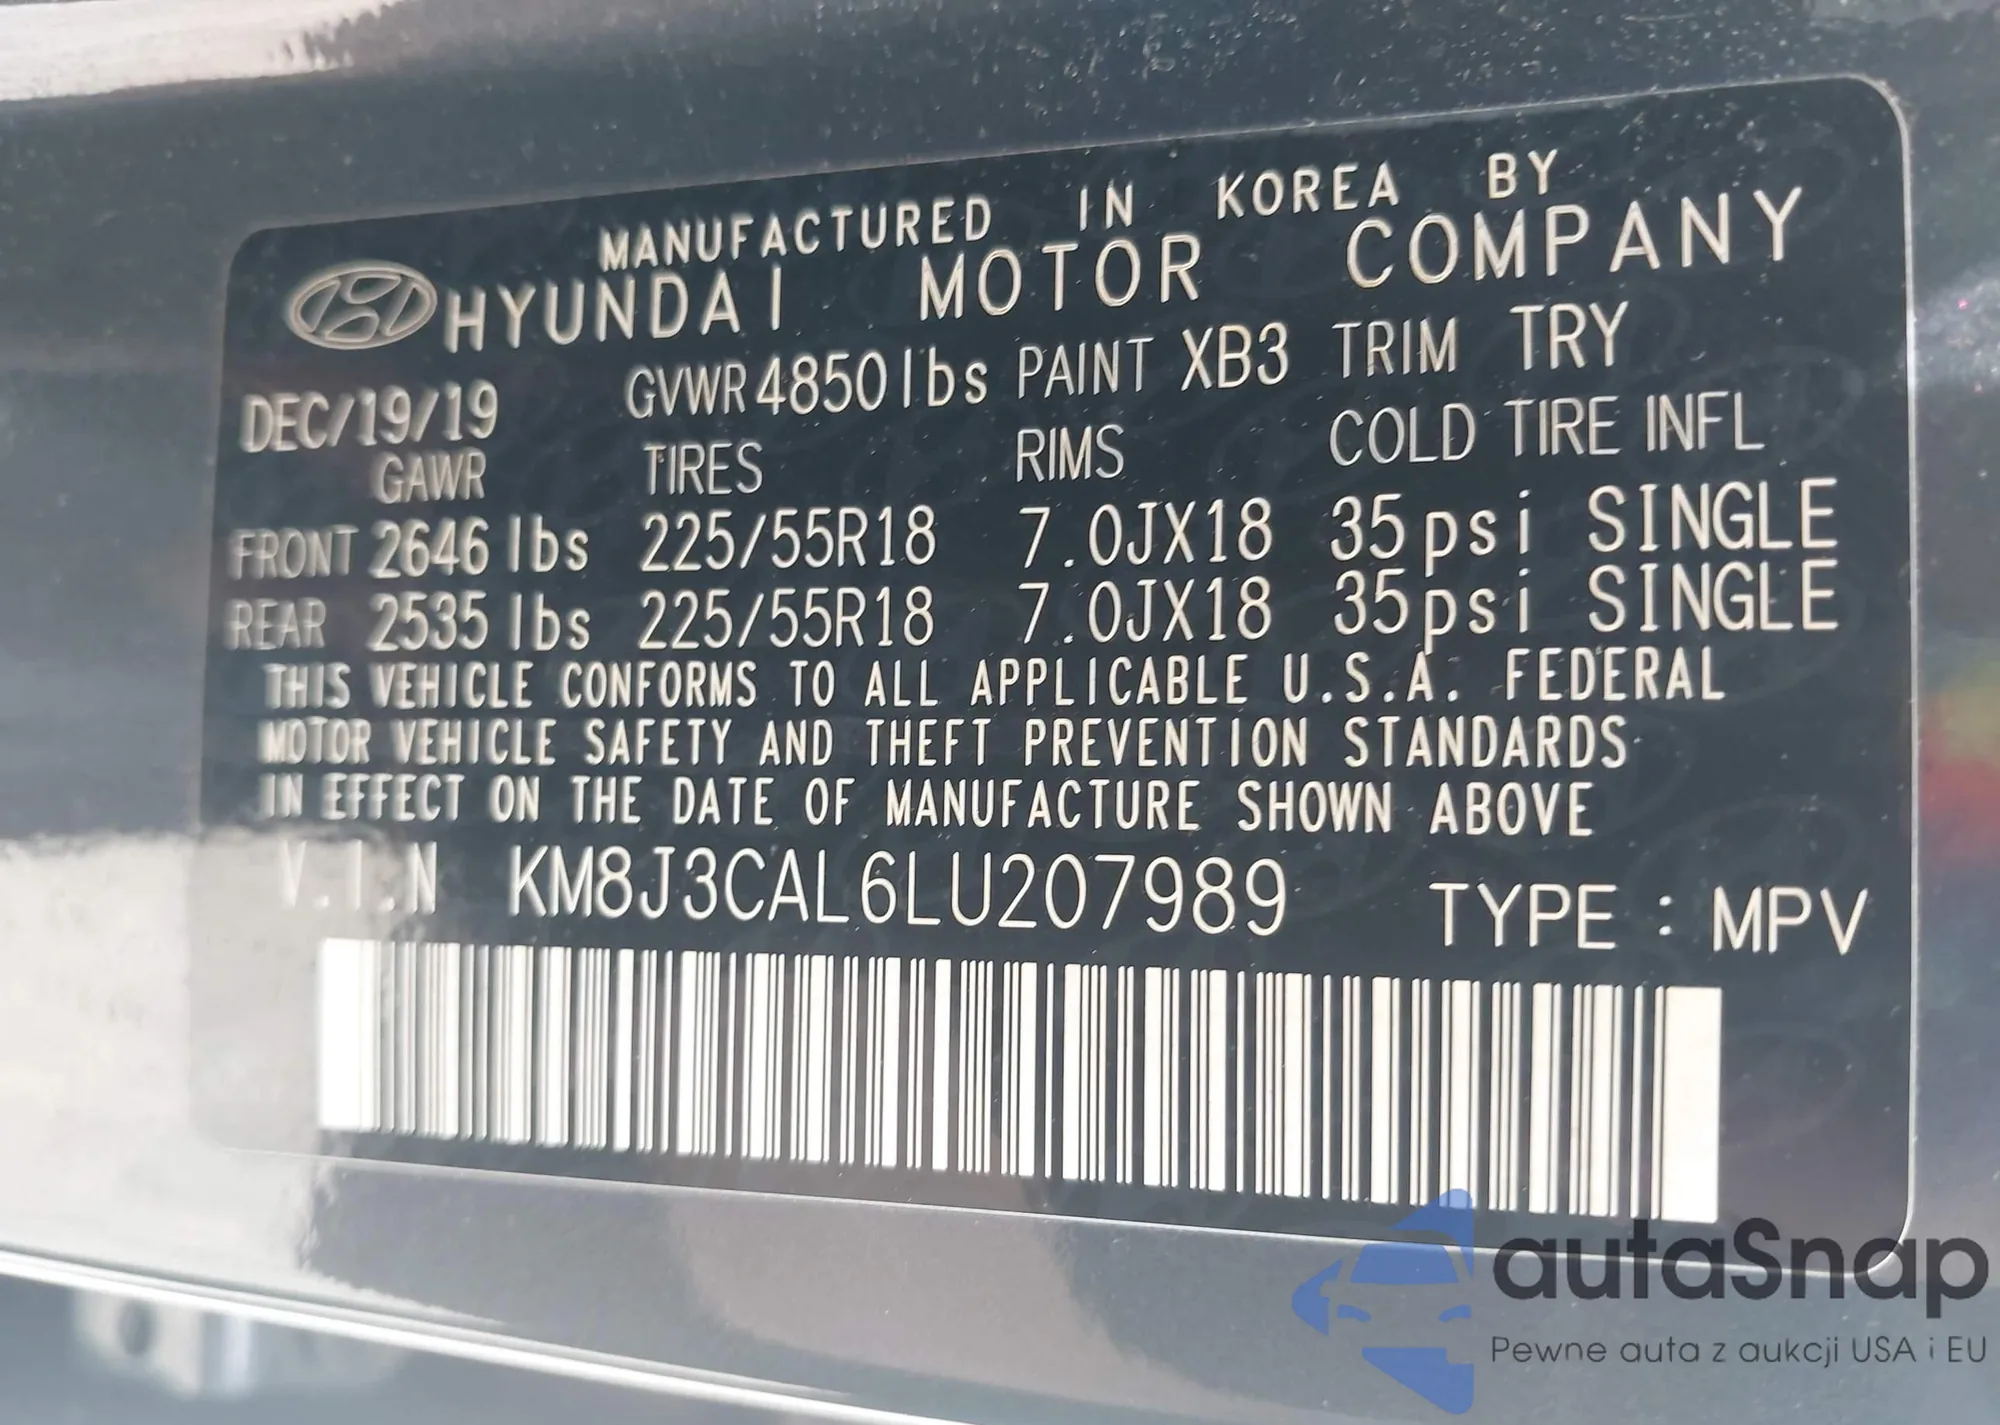 MANUFACTURED IN KOREA BY
HYUNDAI MOTOR COMPANY
DEC/19/19 GVWR 4850lbs PAINT XB3 TRIM TRY
GAWR TIRES RIMS COLD TIRE INFL
FRONT 2646 lbs 225/55R18 7.0JX18 35psi SINGLE
REAR 2535 lbs 225/55R18 7.0JX18 35psi SINGLE
THIS VEHICLE CONFORMS TO ALL APPLICABLE U.S.A. FEDERAL
MOTOR VEHICLE SAFETY AND THEFT PREVENTION STANDARDS
IN EFFECT ON THE DATE OF MANUFACTURE SHOWN ABOVE
V.I.N KM8J3CAL6LU207989 TYPE : MPV
autaSnap
Pewne auta z aukcji USA i EU